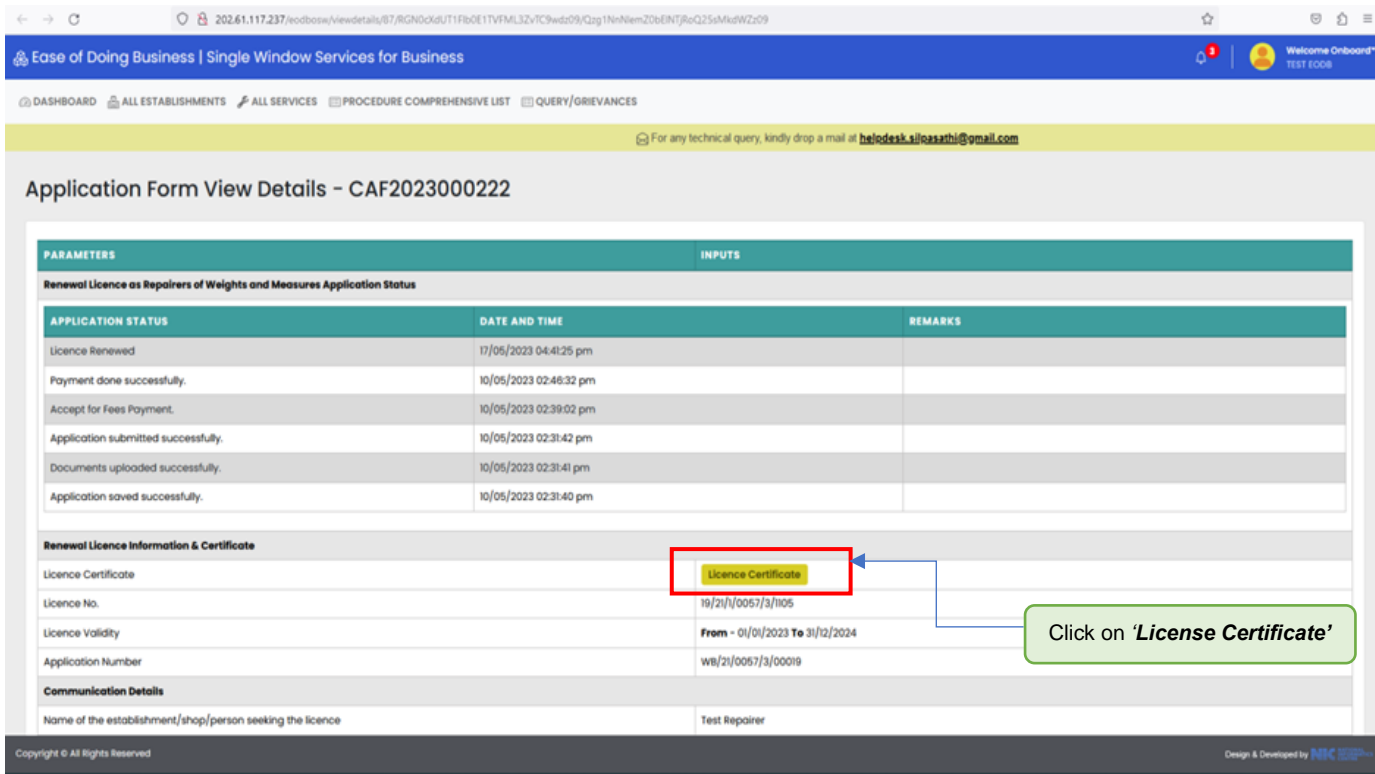 202.61.117.237/eodbosw/viewdetails/87/
Ease of Doing Business | Single Window Services for Business
3
Welcome Onboard"
TEST EODB
DASHBOARD ALL ESTABLISHMENTS ALL SERVICES PROCEDURE COMPREHENSIVE LIST QUERY/GRIEVANCES
For any technical query, kindly drop a mail at helpdesk.silpasathi@gmail.com
Application Form View Details - CAF2023000222
PARAMETERS INPUTS
Renewal Licence as Repairers of Weights and Measures Application Status
APPLICATION STATUS DATE AND TIME REMARKS
Licence Renewed 17/05/2023 04:41:25 pm
Payment done successfully. 10/05/2023 02:46:32 pm
Accept for Fees Payment. 10/05/2023 02:39:02 pm
Application submitted successfully. 10/05/2023 02:31:42 pm
Documents uploaded successfully. 10/05/2023 02:31:41 pm
Application saved successfully. 10/05/2023 02:31:40 pm
Renewal Licence Information & Certificate
Licence Certificate Licence Certificate
Licence No. 19/21/1/0057/3/1105
Licence Validity From - 01/01/2023 To 31/12/2024
Click on 'License Certificate'
Application Number WB/21/0057/3/00019
Communication Details
Name of the establishment/shop/person seeking the licence Test Repairer
Copyright © All Rights Reserved Design & Developed by NIC